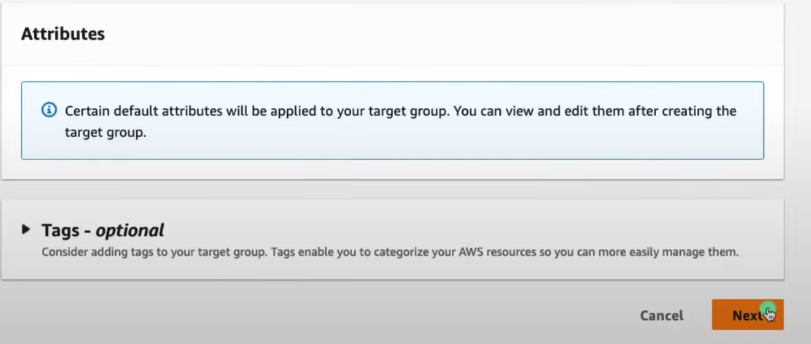 Attributes
Certain default attributes will be applied to your target group. You can view and edit them after creating the
target group.
Tags - optional
Consider adding tags to your target group. Tags enable you to categorize your AWS resources so you can more easily manage them.
Cancel Next